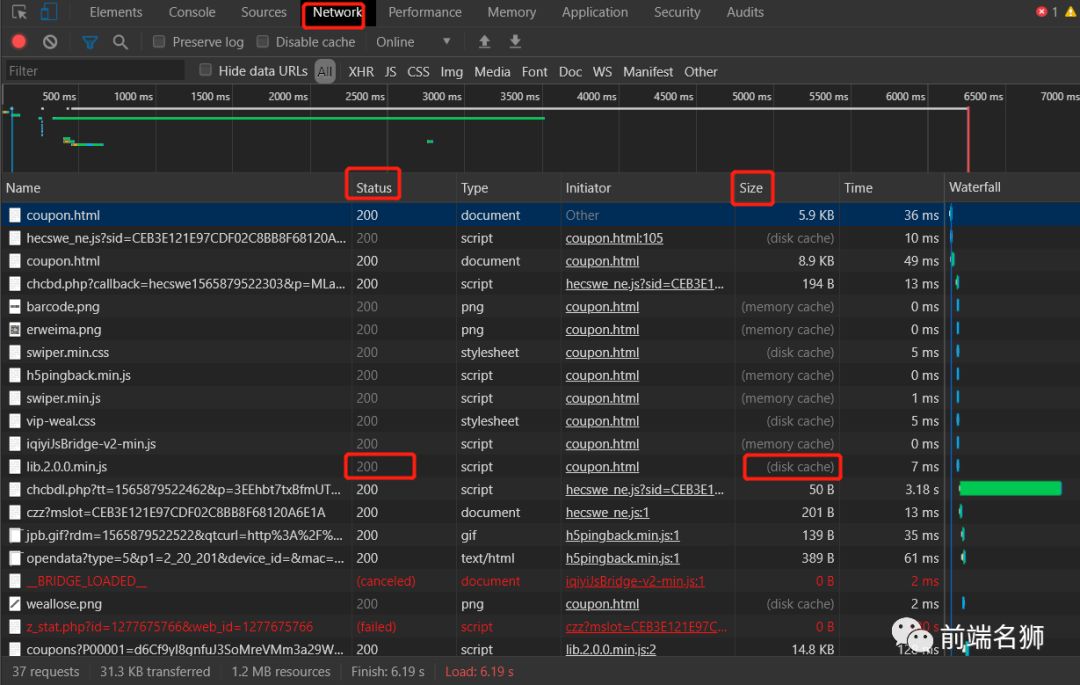 Elements Console Sources Network Performance Memory Application Security Audits 1
Preserve log Disable cache Online
Filter Hide data URLs All XHR JS CSS Img Media Font Doc WS Manifest Other
500 ms 1000 ms 1500 ms 2000 ms 2500 ms 3000 ms 3500 ms 4000 ms 4500 ms 5000 ms 5500 ms 6000 ms 6500 ms 7000 ms
Name Status Type Initiator Size Time Waterfall
coupon.html 200 document Other 5.9 KB 36 ms
hecswe_ne.js?sid=CEB3E121E97CDF02C8BB8F68120A... 200 script coupon.html:105 (disk cache) 10 ms
coupon.html 200 document coupon.html 8.9 KB 49 ms
chcbd.php?callback=hecswe1565879522303&p=MLa... 200 script hecswe_ne.js?sid=CEB3E1... 194 B 13 ms
barcode.png 200 png coupon.html (memory cache) 0 ms
erweima.png 200 png coupon.html (memory cache) 0 ms
swiper.min.css 200 stylesheet coupon.html (disk cache) 5 ms
h5pingback.min.js 200 script coupon.html (memory cache) 0 ms
swiper.min.js 200 script coupon.html (memory cache) 1 ms
vip-weal.css 200 stylesheet coupon.html (disk cache) 5 ms
iqiyiJsBridge-v2-min.js 200 script coupon.html (memory cache) 0 ms
lib.2.0.0.min.js 200 script coupon.html (disk cache) 7 ms
chcbdl.php?tt=1565879522462&p=3EEhbt7txBfmUT... 200 script hecswe_ne.js?sid=CEB3E1... 50 B 3.18 s
czz?mslot=CEB3E121E97CDF02CBB8F68120A6E1A 200 document hecswe_ne.js:1 201 B 13 ms
jpb.gif?rdm=1565879522522&qtcurl=http%3A%2F%... 200 gif h5pingback.min.js:1 139 B 35 ms
opendata?type=5&p1=2_20_201&device_id=&mac=... 200 text/html h5pingback.min.js:1 389 B 61 ms
__BRIDGE_LOADED__ (canceled) document iqiyiJsBridge-v2-min.js:1 0 B 2 ms
weallose.png 200 png coupon.html (disk cache) 2 ms
z_stat.php?id=1277675766&web_id=1277675766 (failed) script czz?mslot=CEB3E121E97C... 0 B
coupons?P00001=d6Cf9yI8gnfuJ3SoMreVMm3a29W... 200 script lib.2.0.0.min.js:2 14.8 KB
前端名狮
37 requests 31.3 KB transferred 1.2 MB resources Finish: 6.19 s Load: 6.19 s